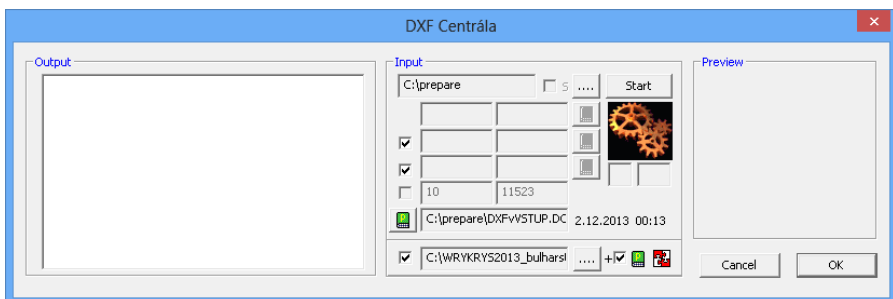 DXF Centrála
Output
Input
Preview
C:\prepare
S
....
Start
10
11523
C:\prepare\DXFvVSTUP.DC
2.12.2013 00:13
C:\WRYKRYS2013_bulhars
....
+
Cancel
OK